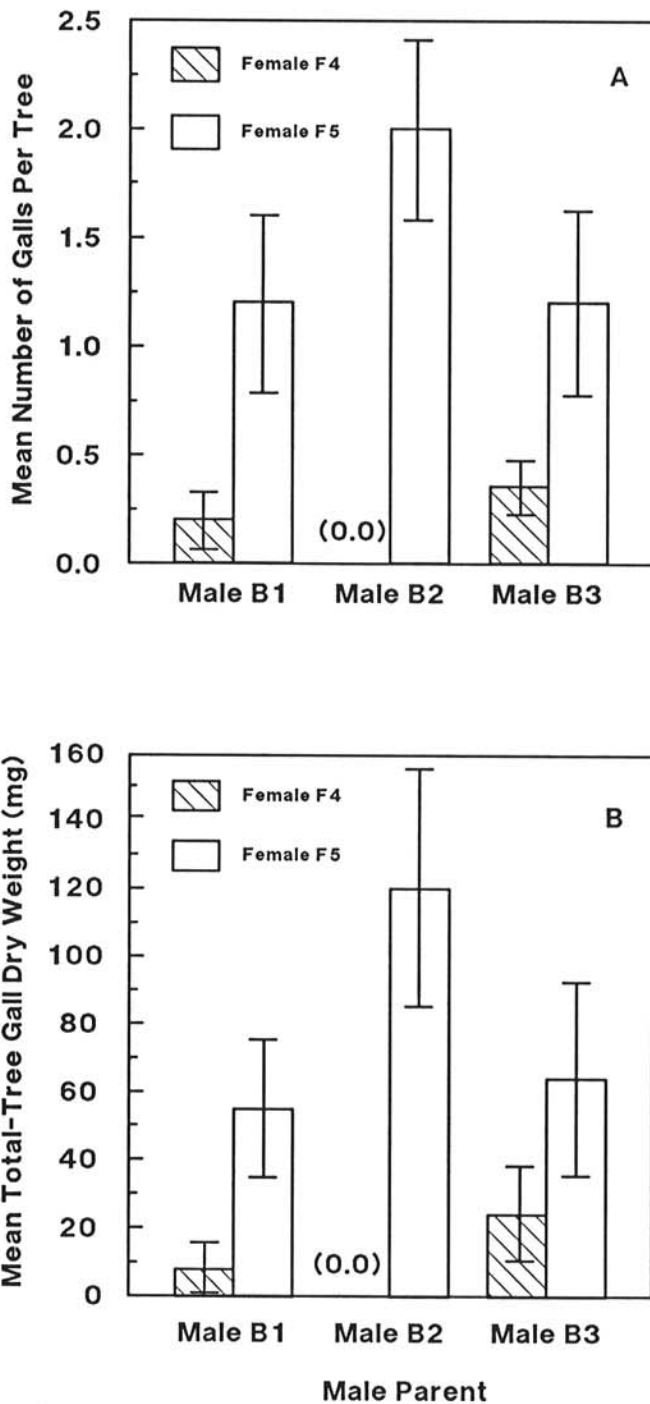 2.5
Female F4
A
Female F5
2.0
1.5
1.0
0.5
(0.0)
0.0
Male B1 Male B2 Male B3
Mean Number of Galls Per Tree
160
Female F4
B
140
Female F5
120
100
80
60
40
20
(0.0)
0
Male B1 Male B2 Male B3
Mean Total-Tree Gall Dry Weight (mg)
Male Parent